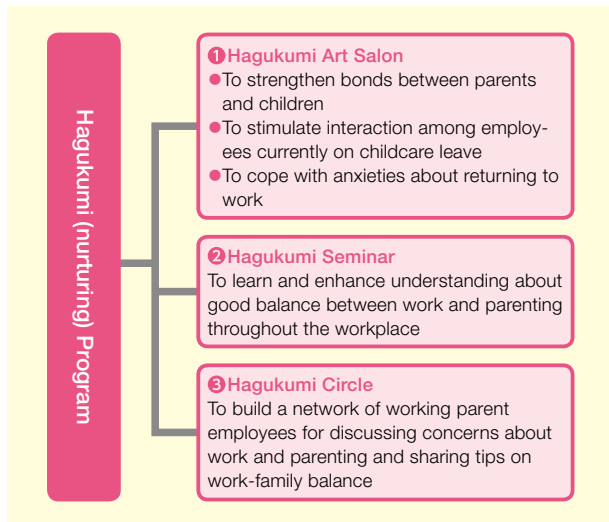 Hagukumi (nurturing) Program
❶Hagukumi Art Salon
●To strengthen bonds between parents
and children
●To stimulate interaction among employ-
ees currently on childcare leave
●To cope with anxieties about returning to
work
❷Hagukumi Seminar
To learn and enhance understanding about
good balance between work and parenting
throughout the workplace
❸Hagukumi Circle
To build a network of working parent
employees for discussing concerns about
work and parenting and sharing tips on
work-family balance